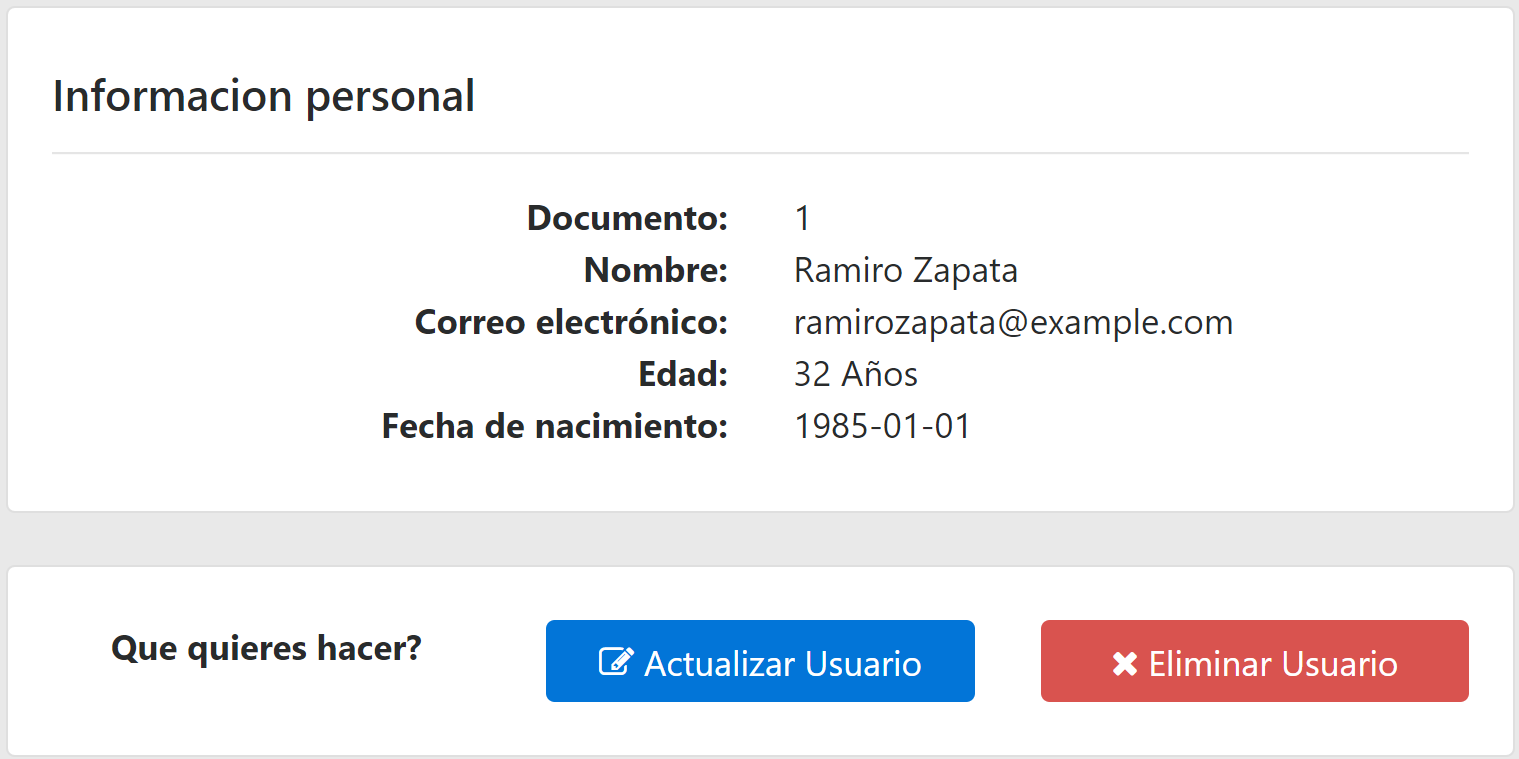 Informacion personal
Documento: 1
Nombre: Ramiro Zapata
Correo electrónico: ramirozapata@example.com
Edad: 32 Años
Fecha de nacimiento: 1985-01-01
Que quieres hacer? Actualizar Usuario Eliminar Usuario